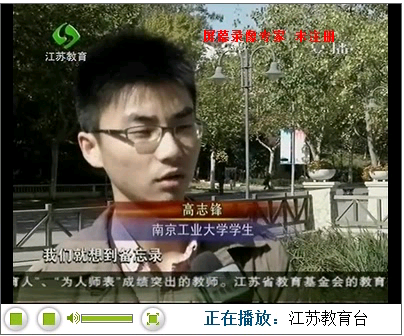 江苏教育
屏幕录像专家 未注册
高志锋
南京工业大学学生
我们就想到备忘录
育人”、“为人师表”成绩突出的教师。江苏省教育基金会的教育
正在播放：江苏教育台